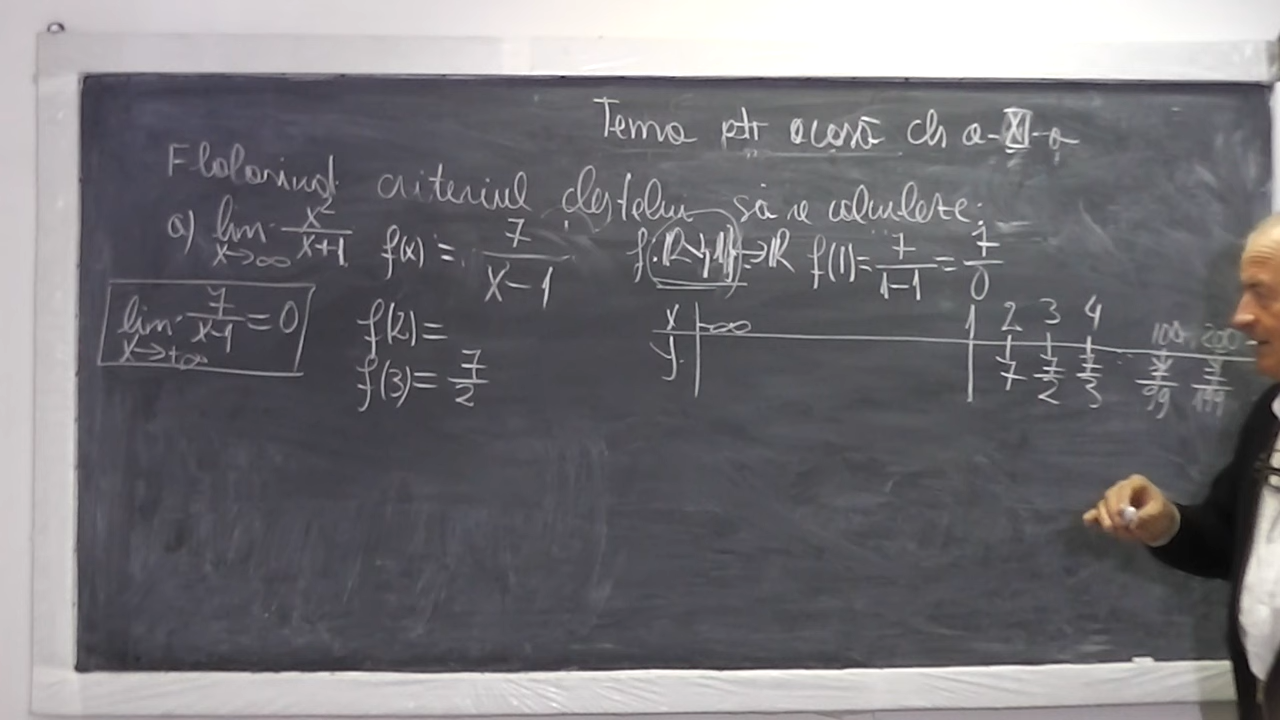 Tema ptr acasă cls a-XI-a
Folosind criteriul cleștelui să se calculeze:
a) lim x→∞ x²/x+1 f(x) = 7/x-1 f: R\{1} → R f(1) = 7/1-1 = 7/0
lim x→+∞ 7/x-1 = 0
f(2) =
f(3) = 7/2
x | -∞ 1 2 3 4 100 200
y | 7 7/2 7/3 .. 7/99 7/199